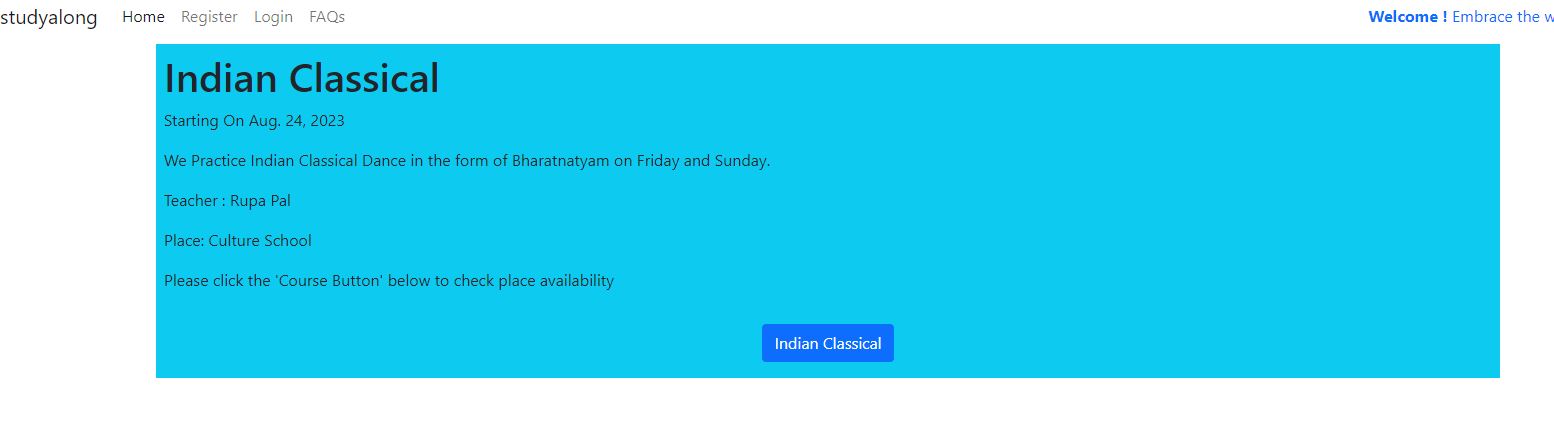 studyalong Home Register Login FAQs Welcome ! Embrace the
Indian Classical
Starting On Aug. 24, 2023
We Practice Indian Classical Dance in the form of Bharatnatyam on Friday and Sunday.
Teacher : Rupa Pal
Place: Culture School
Please click the 'Course Button' below to check place availability
Indian Classical